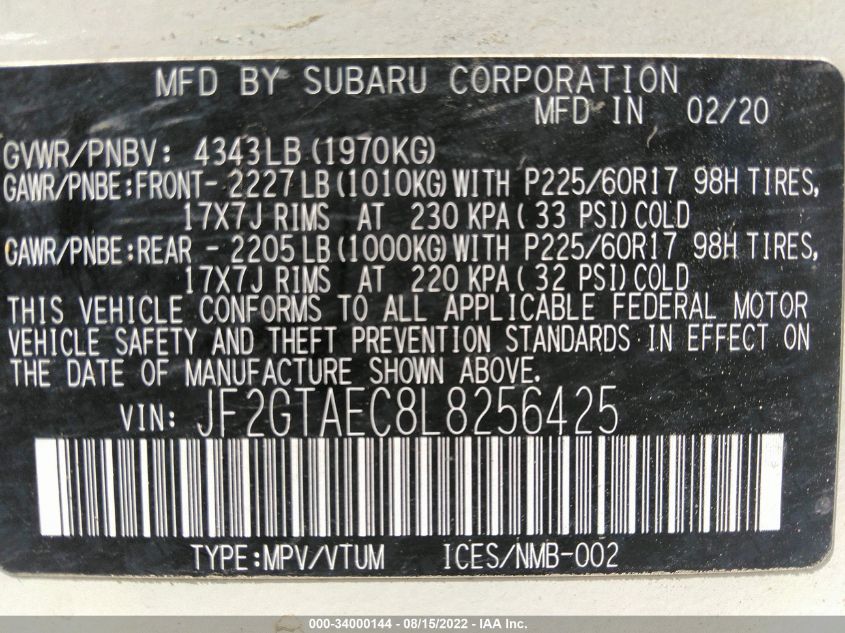 MFD BY SUBARU CORPORATION
MFD IN 02/20
GVWR/PNBV: 4343LB (1970KG)
GAWR/PNBE:FRONT- 2227 LB (1010KG) WITH P225/60R17 98H TIRES,
17X7J RIMS AT 230 KPA ( 33 PSI) COLD
GAWR/PNBE:REAR - 2205 LB (1000KG) WITH P225/60R17 98H TIRES,
17X7J RIMS AT 220 KPA ( 32 PSI) COLD
THIS VEHICLE CONFORMS TO ALL APPLICABLE FEDERAL MOTOR
VEHICLE SAFETY AND THEFT PREVENTION STANDARDS IN EFFECT ON
THE DATE OF MANUFACTURE SHOWN ABOVE.
VIN: JF2GTAEC8L8256425
TYPE:MPV/VTUM ICES/NMB-002
000-34000144 - 08/15/2022 - IAA Inc.